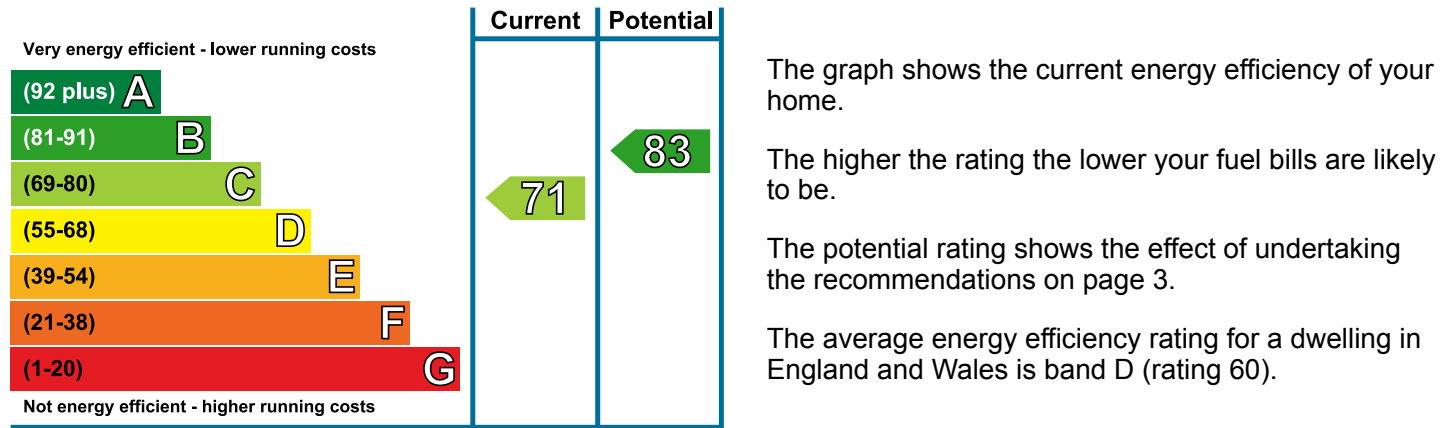 Current Potential
Very energy efficient - lower running costs
(92 plus) A
(81-91) B
83
(69-80) C
71
(55-68) D
(39-54) E
(21-38) F
(1-20) G
Not energy efficient - higher running costs
The graph shows the current energy efficiency of your
home.
The higher the rating the lower your fuel bills are likely
to be.
The potential rating shows the effect of undertaking
the recommendations on page 3.
The average energy efficiency rating for a dwelling in
England and Wales is band D (rating 60).